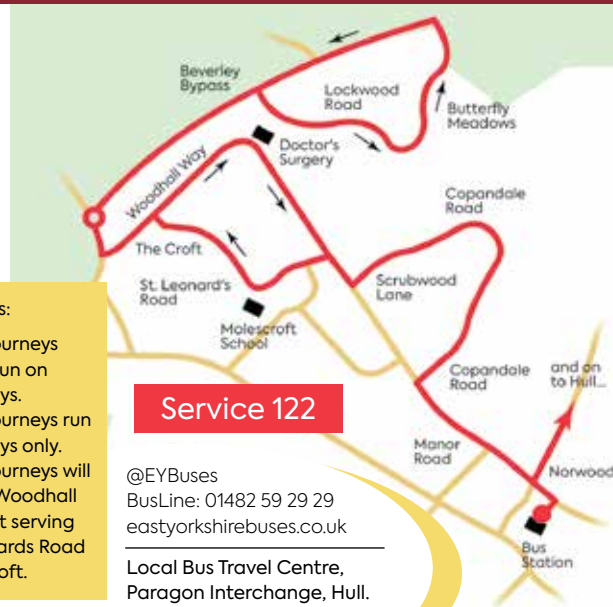 Beverley
Bypass
Lockwood
Road
Butterfly
Meadows
Doctor's
Surgery
Woodhall Way
Copandale
Road
The Croft
St. Leonard's
Road
Scrubwood
Lane
Molescroft
School
Copandale
Road
and on
to Hull...
Manor
Road
Norwood
Bus
Station
s:
ourneys
un on
ys.
ourneys run
ys only.
ourneys will
Woodhall
t serving
ards Road
oft.
Service 122
@EYBuses
BusLine: 01482 59 29 29
eastyorkshirebuses.co.uk
Local Bus Travel Centre,
Paragon Interchange, Hull.